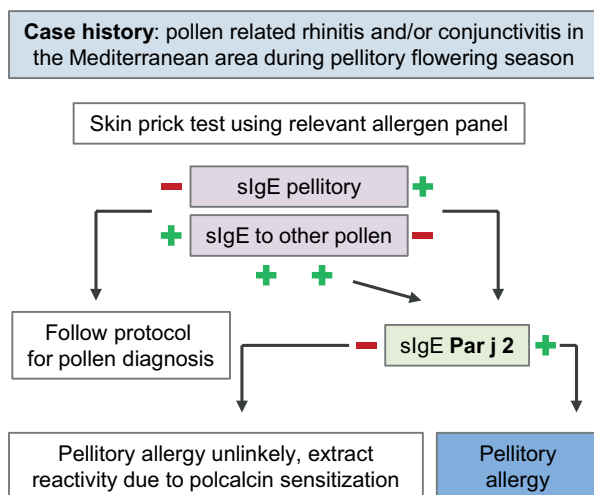 Case history: pollen related rhinitis and/or conjunctivitis in
the Mediterranean area during pellitory flowering season
Skin prick test using relevant allergen panel
− sIgE pellitory +
+ sIgE to other pollen −
+ +
Follow protocol
for pollen diagnosis
− sIgE Par j 2 +
Pellitory allergy unlinkely, extract
reactivity due to polcalcin sensitization
Pellitory
allergy